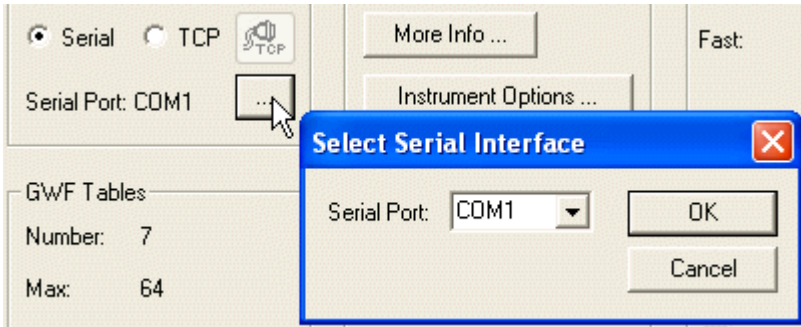 Serial TCP TCP More Info ... Fast:
Serial Port: COM1 ... Instrument Options ...
Select Serial Interface
Serial Port: COM1 OK
Cancel
GWF Tables
Number: 7
Max: 64